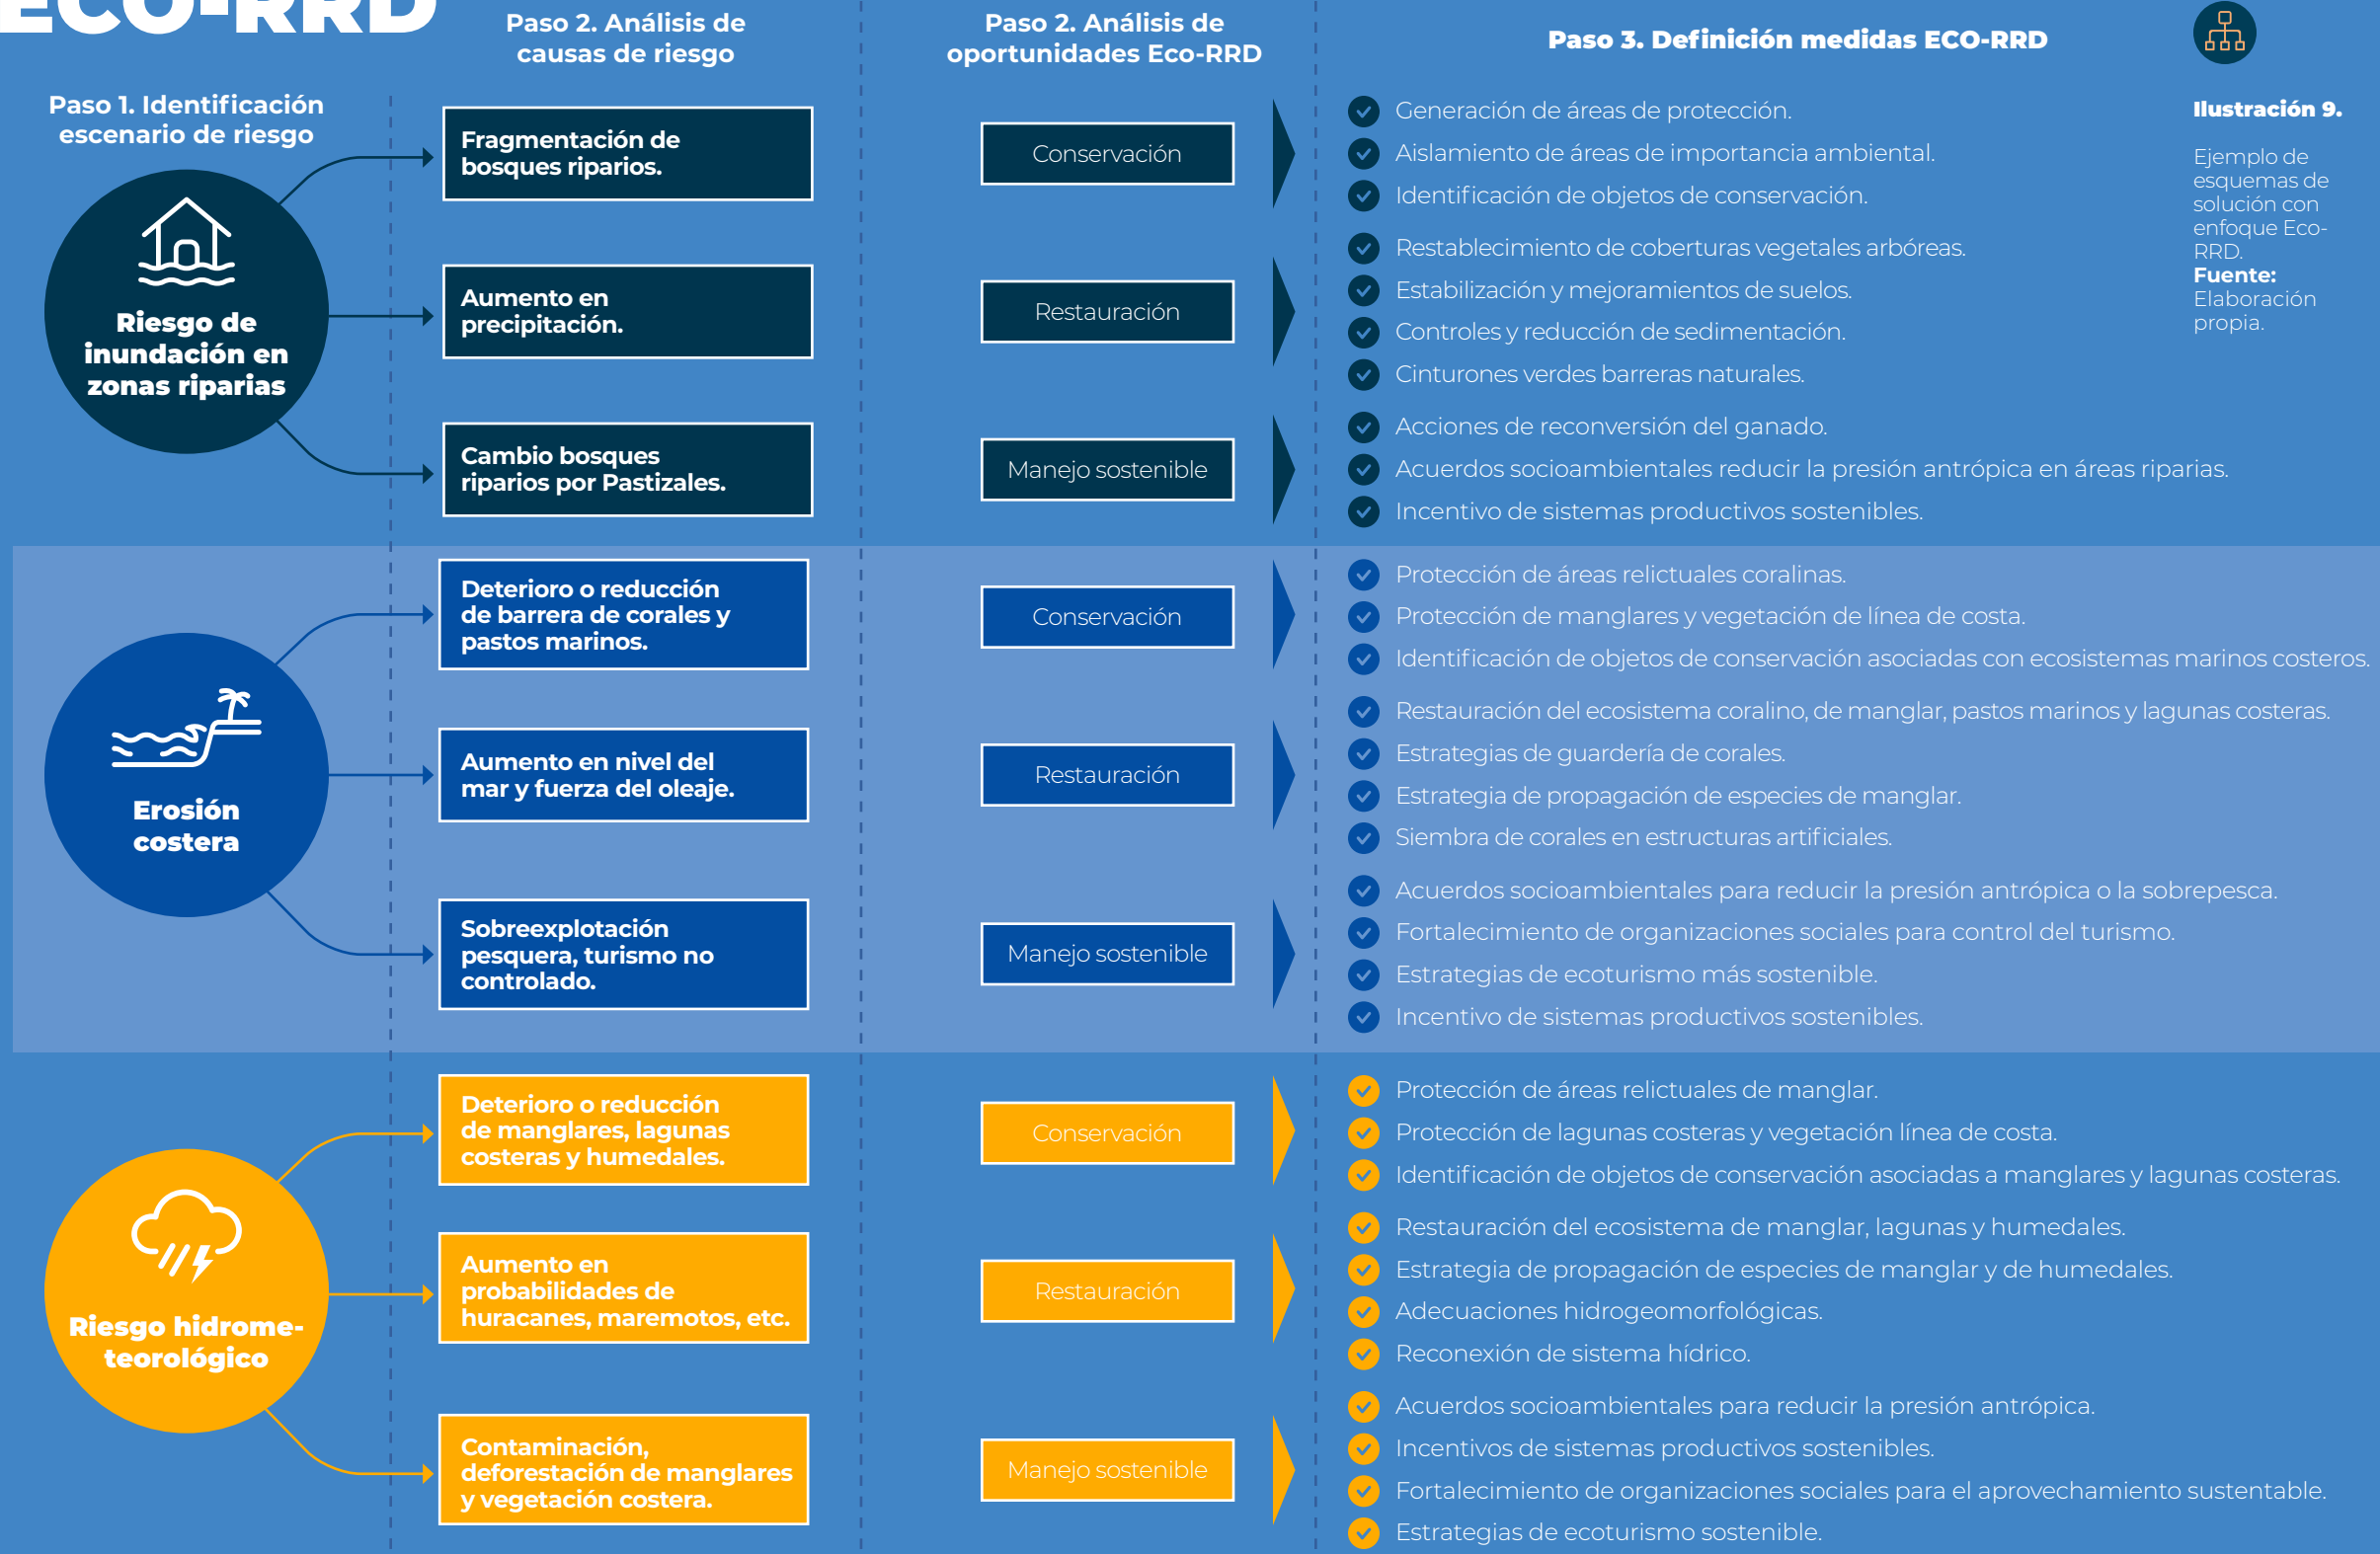 ECO-RRD
Paso 1. Identificación
escenario de riesgo
Paso 2. Análisis de
causas de riesgo
Paso 2. Análisis de
oportunidades Eco-RRD
Paso 3. Definición medidas ECO-RRD
Riesgo de
inundación en
zonas riparias
Fragmentación de
bosques riparios.
Conservación
Generación de áreas de protección.
Aislamiento de áreas de importancia ambiental.
Identificación de objetos de conservación.
Aumento en
precipitación.
Restauración
Restablecimiento de coberturas vegetales arbóreas.
Estabilización y mejoramientos de suelos.
Controles y reducción de sedimentación.
Cinturones verdes barreras naturales.
Cambio bosques
riparios por Pastizales.
Manejo sostenible
Acciones de reconversión del ganado.
Acuerdos socioambientales reducir la presión antrópica en áreas riparias.
Incentivo de sistemas productivos sostenibles.
Ilustración 9.
Ejemplo de
esquemas de
solución con
enfoque Eco-
RRD.
Fuente:
Elaboración
propia.
Erosión
costera
Deterioro o reducción
de barrera de corales y
pastos marinos.
Conservación
Protección de áreas relictuales coralinas.
Protección de manglares y vegetación de línea de costa.
Identificación de objetos de conservación asociadas con ecosistemas marinos costeros.
Aumento en nivel del
mar y fuerza del oleaje.
Restauración
Restauración del ecosistema coralino, de manglar, pastos marinos y lagunas costeras.
Estrategias de guardería de corales.
Estrategia de propagación de especies de manglar.
Siembra de corales en estructuras artificiales.
Sobreexplotación
pesquera, turismo no
controlado.
Manejo sostenible
Acuerdos socioambientales para reducir la presión antrópica o la sobrepesca.
Fortalecimiento de organizaciones sociales para control del turismo.
Estrategias de ecoturismo más sostenible.
Incentivo de sistemas productivos sostenibles.
Riesgo hidrome-
teorológico
Deterioro o reducción
de manglares, lagunas
costeras y humedales.
Conservación
Protección de áreas relictuales de manglar.
Protección de lagunas costeras y vegetación línea de costa.
Identificación de objetos de conservación asociadas a manglares y lagunas costeras.
Aumento en
probabilidades de
huracanes, maremotos, etc.
Restauración
Restauración del ecosistema de manglar, lagunas y humedales.
Estrategia de propagación de especies de manglar y de humedales.
Adecuaciones hidrogeomorfológicas.
Reconexión de sistema hídrico.
Contaminación,
deforestación de manglares
y vegetación costera.
Manejo sostenible
Acuerdos socioambientales para reducir la presión antrópica.
Incentivos de sistemas productivos sostenibles.
Fortalecimiento de organizaciones sociales para el aprovechamiento sustentable.
Estrategias de ecoturismo sostenible.